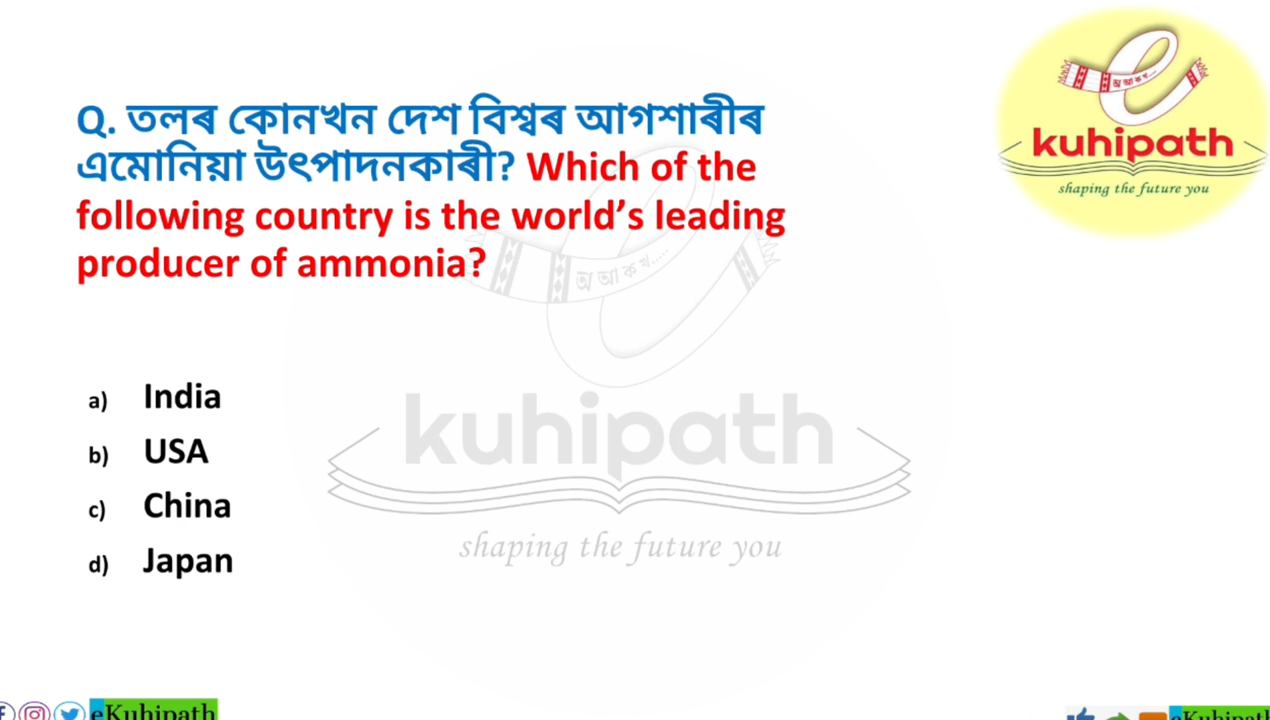 Q. তলৰ কোনখন দেশ বিশ্বৰ আগশাৰীৰ
এমোনিয়া উৎপাদনকাৰী? Which of the
following country is the world’s leading
producer of ammonia?
a) India
b) USA
c) China
d) Japan
অ আ ক খ.....
kuhipath
shaping the future you
অ আ ক খ.....
kuhipath
shaping the future you
eKuhipath
eKuhipath